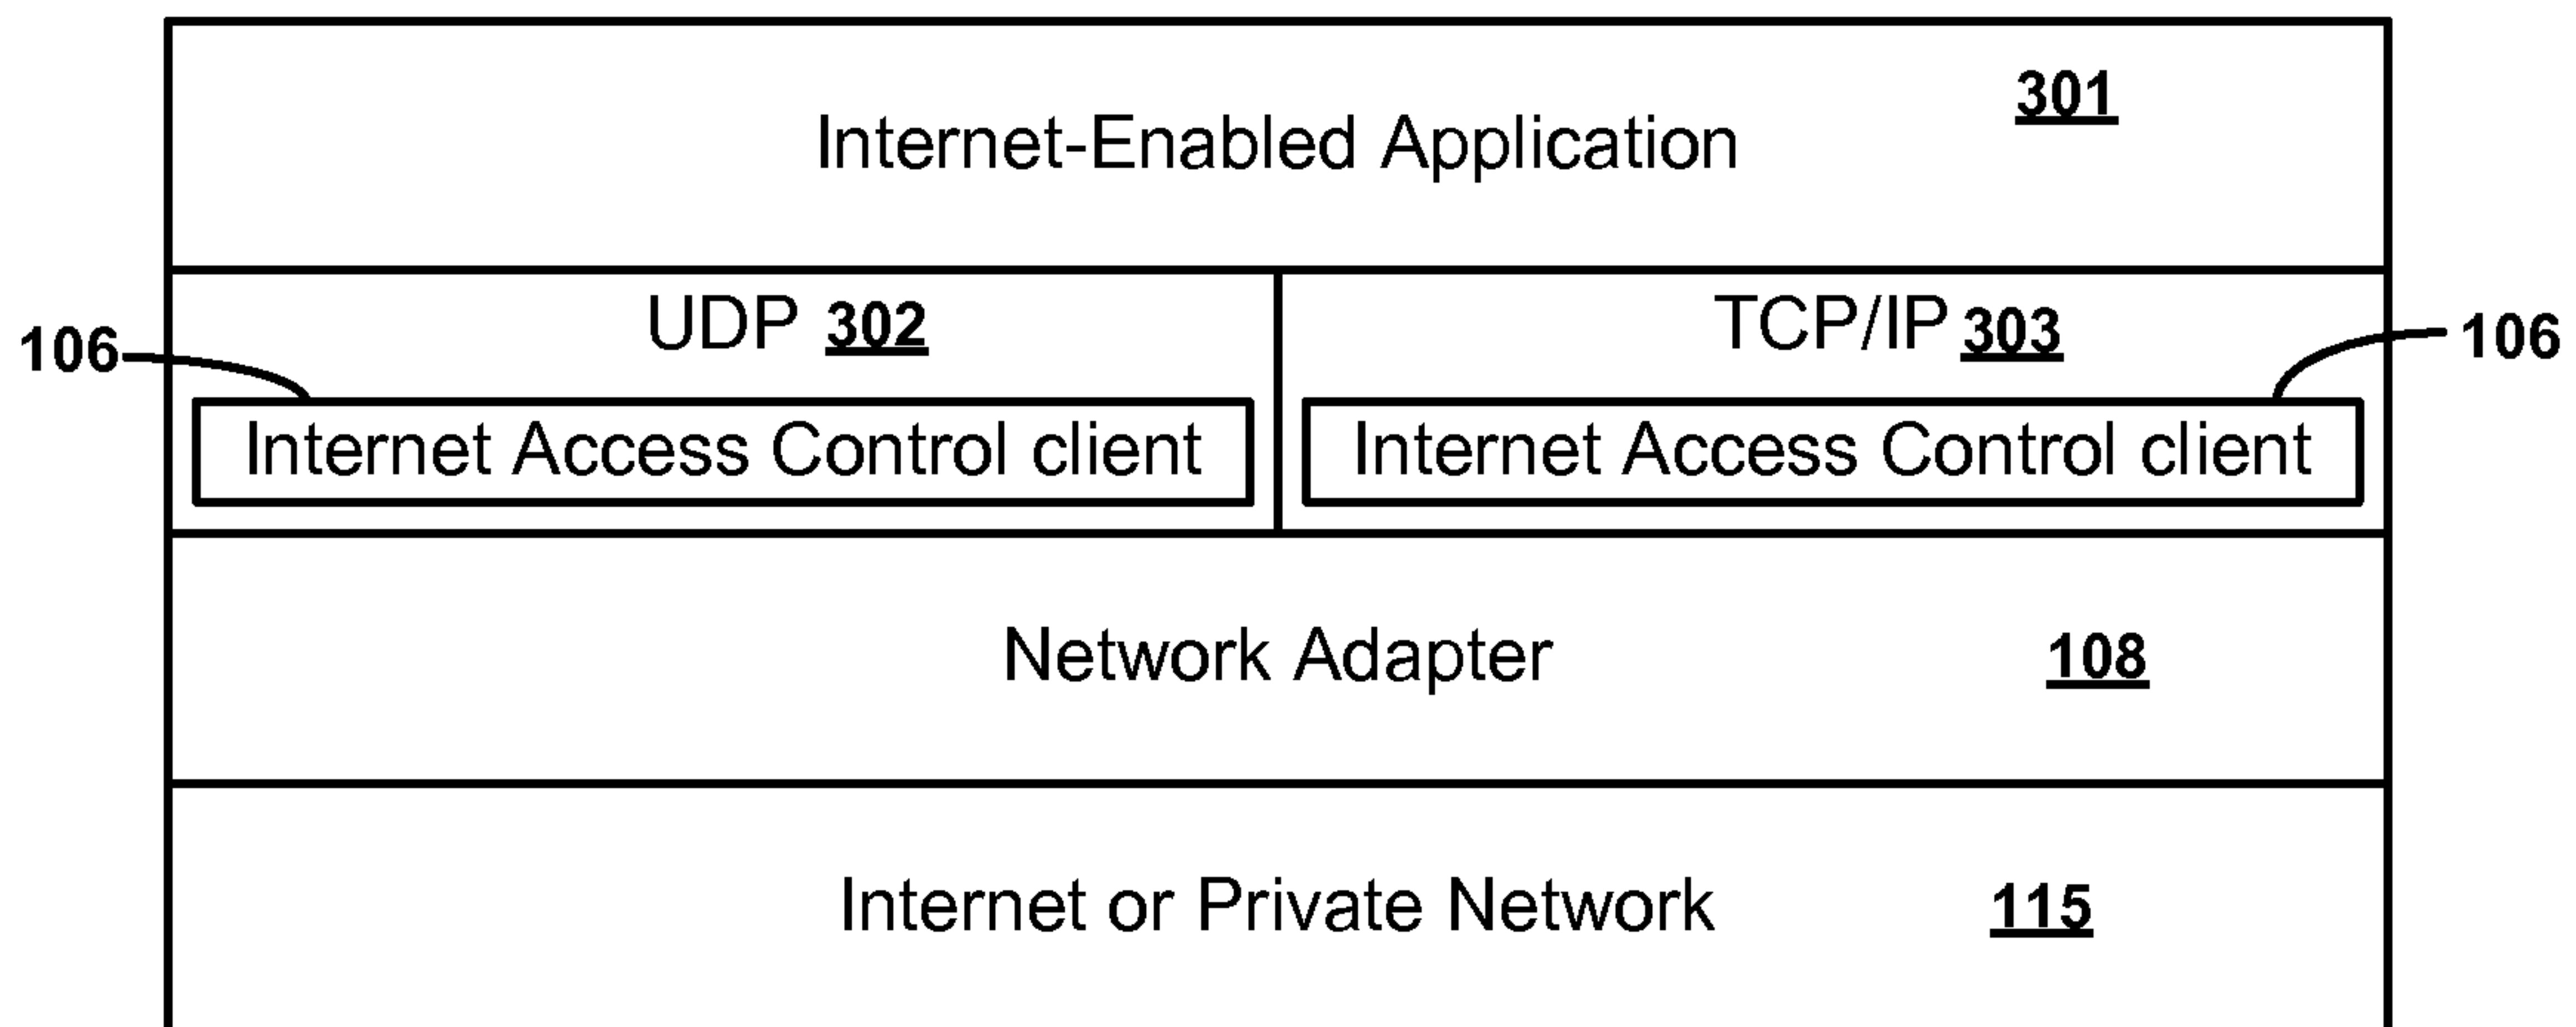 301
Internet-Enabled Application
UDP 302
TCP/IP 303
106
106
Internet Access Control client
Internet Access Control client
Network Adapter
108
Internet or Private Network
115